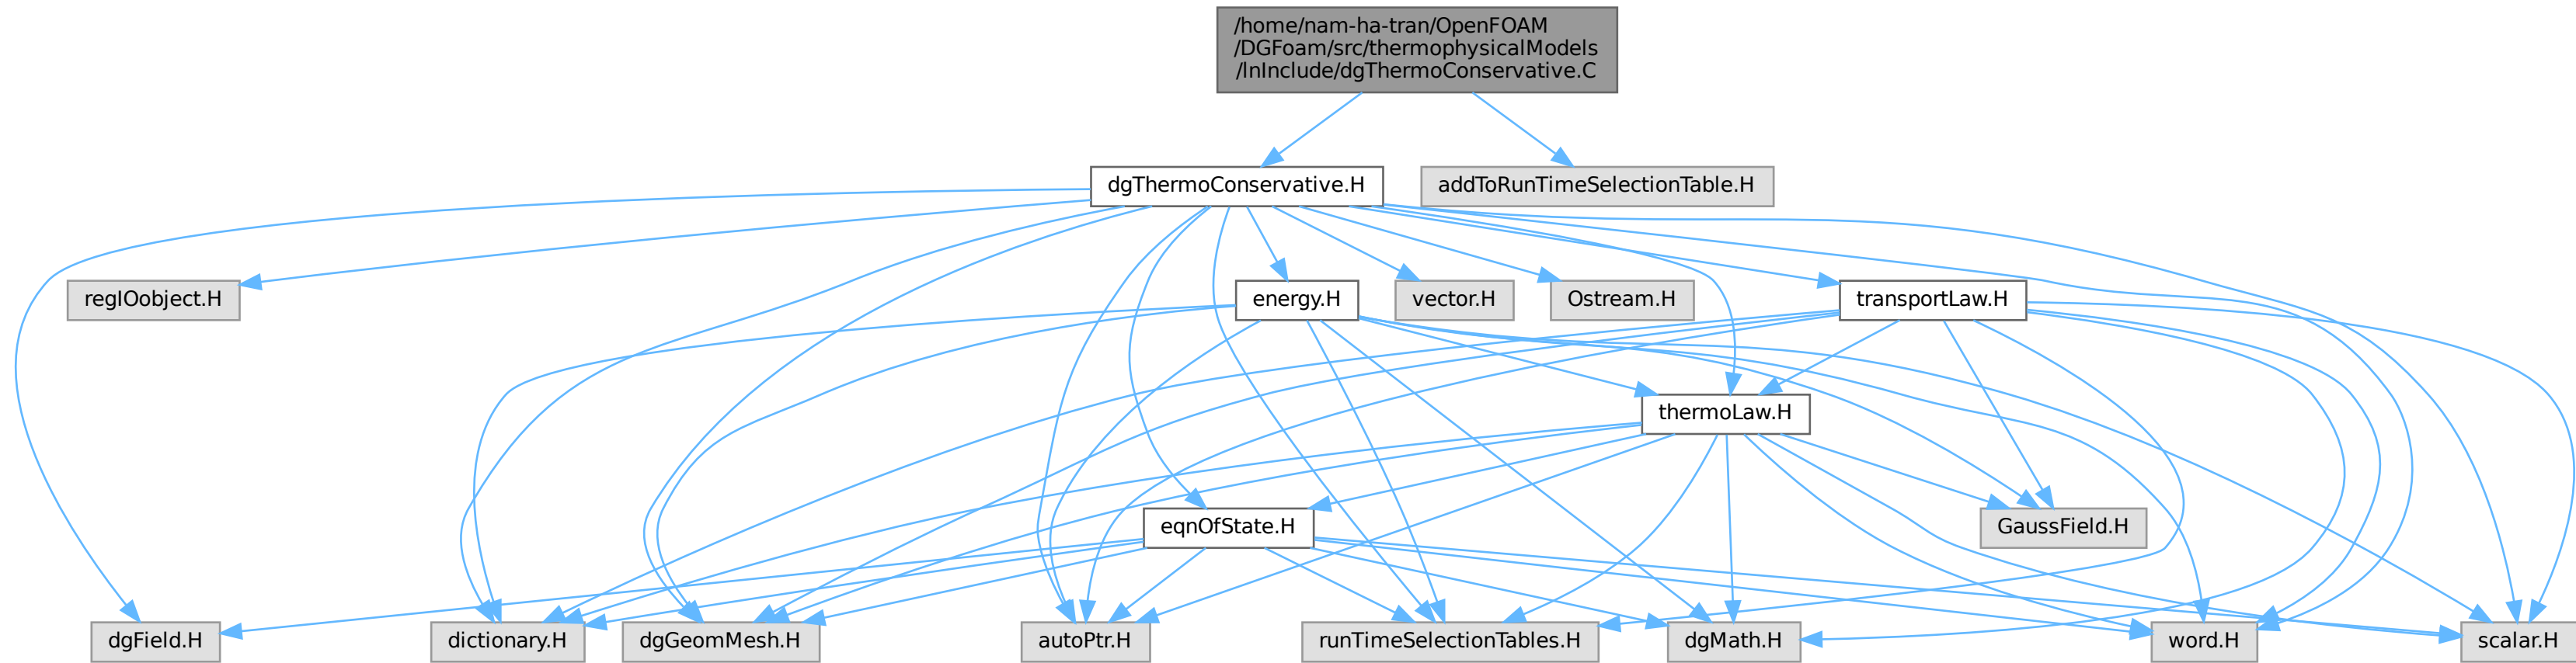 /home/nam-ha-tran/OpenFOAM
/DGFoam/src/thermophysicalModels
/lnInclude/dgThermoConservative.C
dgThermoConservative.H
addToRunTimeSelectionTable.H
regIOobject.H
energy.H
vector.H
Ostream.H
transportLaw.H
thermoLaw.H
eqnOfState.H
GaussField.H
dgField.H
dictionary.H
dgGeomMesh.H
autoPtr.H
runTimeSelectionTables.H
dgMath.H
word.H
scalar.H